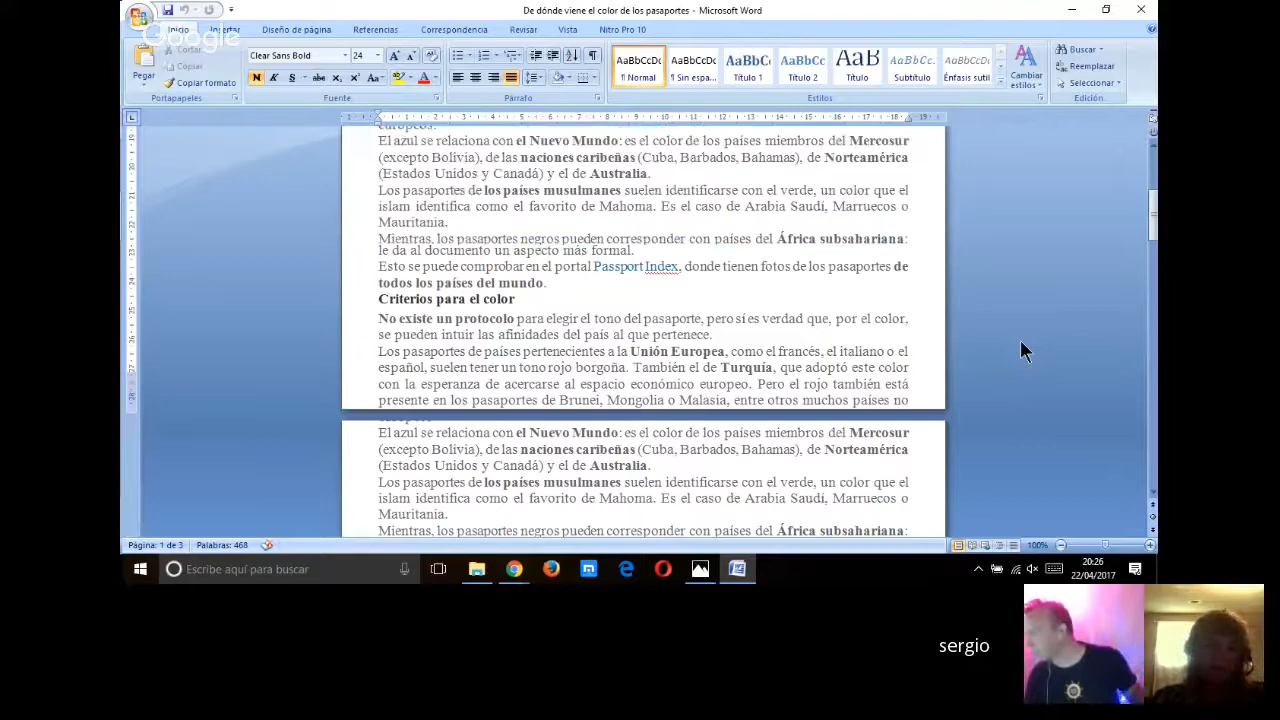 De dónde viene el color de los pasaportes - Microsoft Word
Google
Inicio Insertar Diseño de página Referencias Correspondencia Revisar Vista Nitro Pro 10
Pegar
Cortar
Copiar
Copiar formato
Portapapeles
Clear Sans Bold 24
Fuente
Párrafo
AaBbCcDc AaBbCcDc AaBbCc AaBbCc AaB AaBbCc. AaBbCcDc
¶ Normal ¶ Sin espa... Título 1 Título 2 Título Subtítulo Énfasis sutil
Cambiar estilos
Estilos
Buscar
Reemplazar
Seleccionar
Edición
europeos.
El azul se relaciona con el Nuevo Mundo: es el color de los países miembros del Mercosur
(excepto Bolivia), de las naciones caribeñas (Cuba, Barbados, Bahamas), de Norteamérica
(Estados Unidos y Canadá) y el de Australia.
Los pasaportes de los países musulmanes suelen identificarse con el verde, un color que el
islam identifica como el favorito de Mahoma. Es el caso de Arabia Saudí, Marruecos o
Mauritania.
Mientras, los pasaportes negros pueden corresponder con países del África subsahariana:
le da al documento un aspecto más formal.
Esto se puede comprobar en el portal Passport Index, donde tienen fotos de los pasaportes de
todos los países del mundo.
Criterios para el color
No existe un protocolo para elegir el tono del pasaporte, pero sí es verdad que, por el color,
se pueden intuir las afinidades del país al que pertenece.
Los pasaportes de países pertenecientes a la Unión Europea, como el francés, el italiano o el
español, suelen tener un tono rojo borgoña. También el de Turquía, que adoptó este color
con la esperanza de acercarse al espacio económico europeo. Pero el rojo también está
presente en los pasaportes de Brunei, Mongolia o Malasia, entre otros muchos países no
El azul se relaciona con el Nuevo Mundo: es el color de los países miembros del Mercosur
(excepto Bolivia), de las naciones caribeñas (Cuba, Barbados, Bahamas), de Norteamérica
(Estados Unidos y Canadá) y el de Australia.
Los pasaportes de los países musulmanes suelen identificarse con el verde, un color que el
islam identifica como el favorito de Mahoma. Es el caso de Arabia Saudí, Marruecos o
Mauritania.
Mientras, los pasaportes negros pueden corresponder con países del África subsahariana:
Página: 1 de 3 Palabras: 468 100%
Escribe aquí para buscar
20:26
22/04/2017
sergio